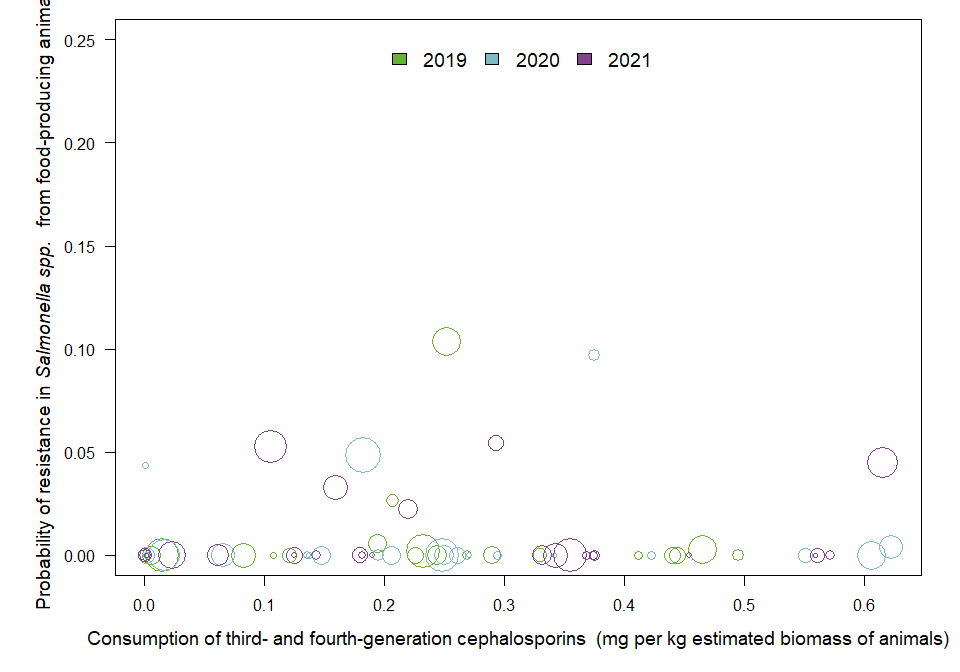 Probability of resistance in Salmonella spp. from food-producing
0.25
0.20
0.15
0.10
0.05
0.00
2019 2020 2021
0.0 0.1 0.2 0.3 0.4 0.5 0.6
Consumption of third- and fourth-generation cephalosporins (mg per kg estimated biomass of animals)